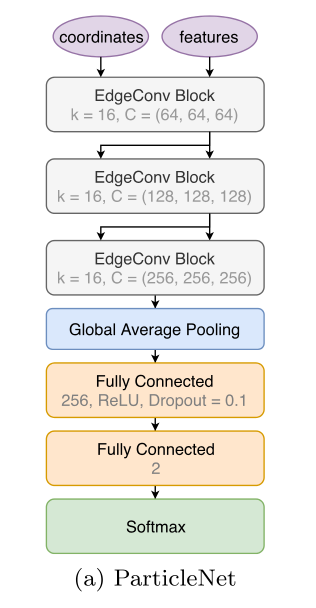 coordinates features
EdgeConv Block
k = 16, C = (64, 64, 64)
EdgeConv Block
k = 16, C = (128, 128, 128)
EdgeConv Block
k = 16, C = (256, 256, 256)
Global Average Pooling
Fully Connected
256, ReLU, Dropout = 0.1
Fully Connected
2
Softmax
(a) ParticleNet